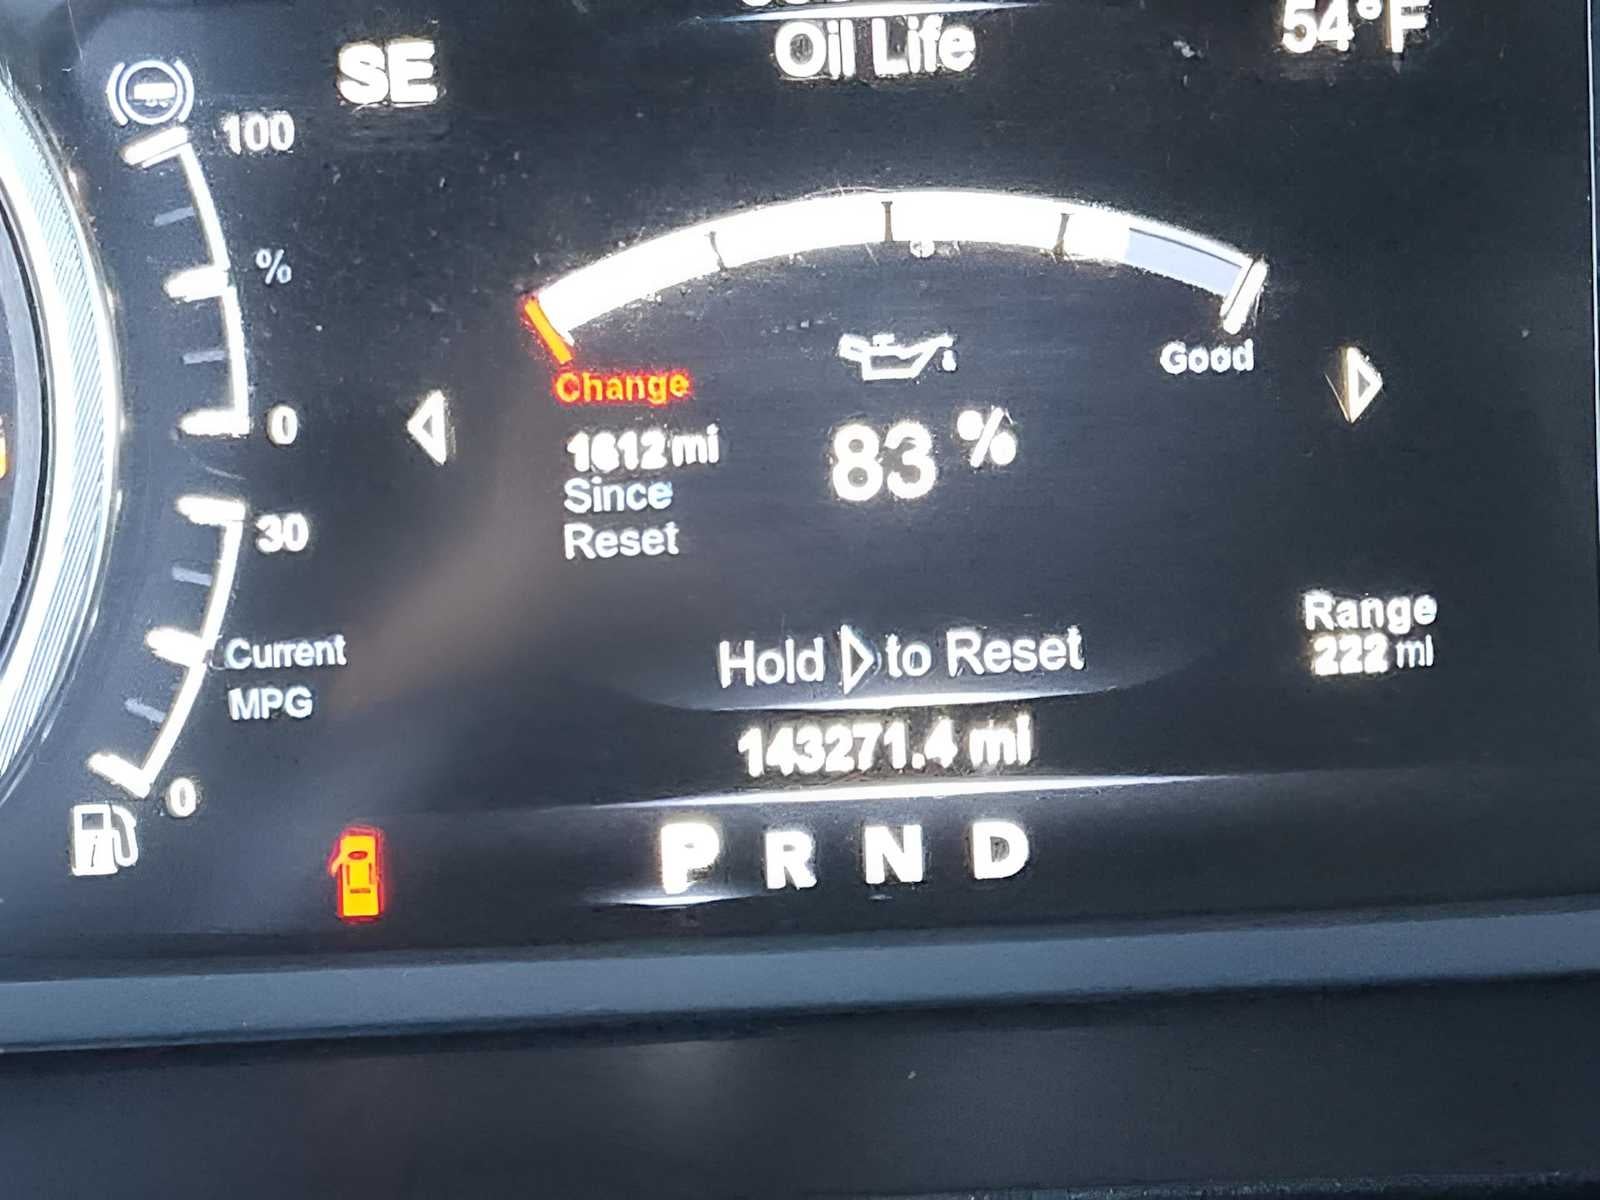 SE
Oil Life
54°F
100
%
0
Change
Good
1612 mi
Since
Reset
83 %
30
Current
MPG
0
Hold to Reset
Range
222 mi
143271.4 mi
P R N D